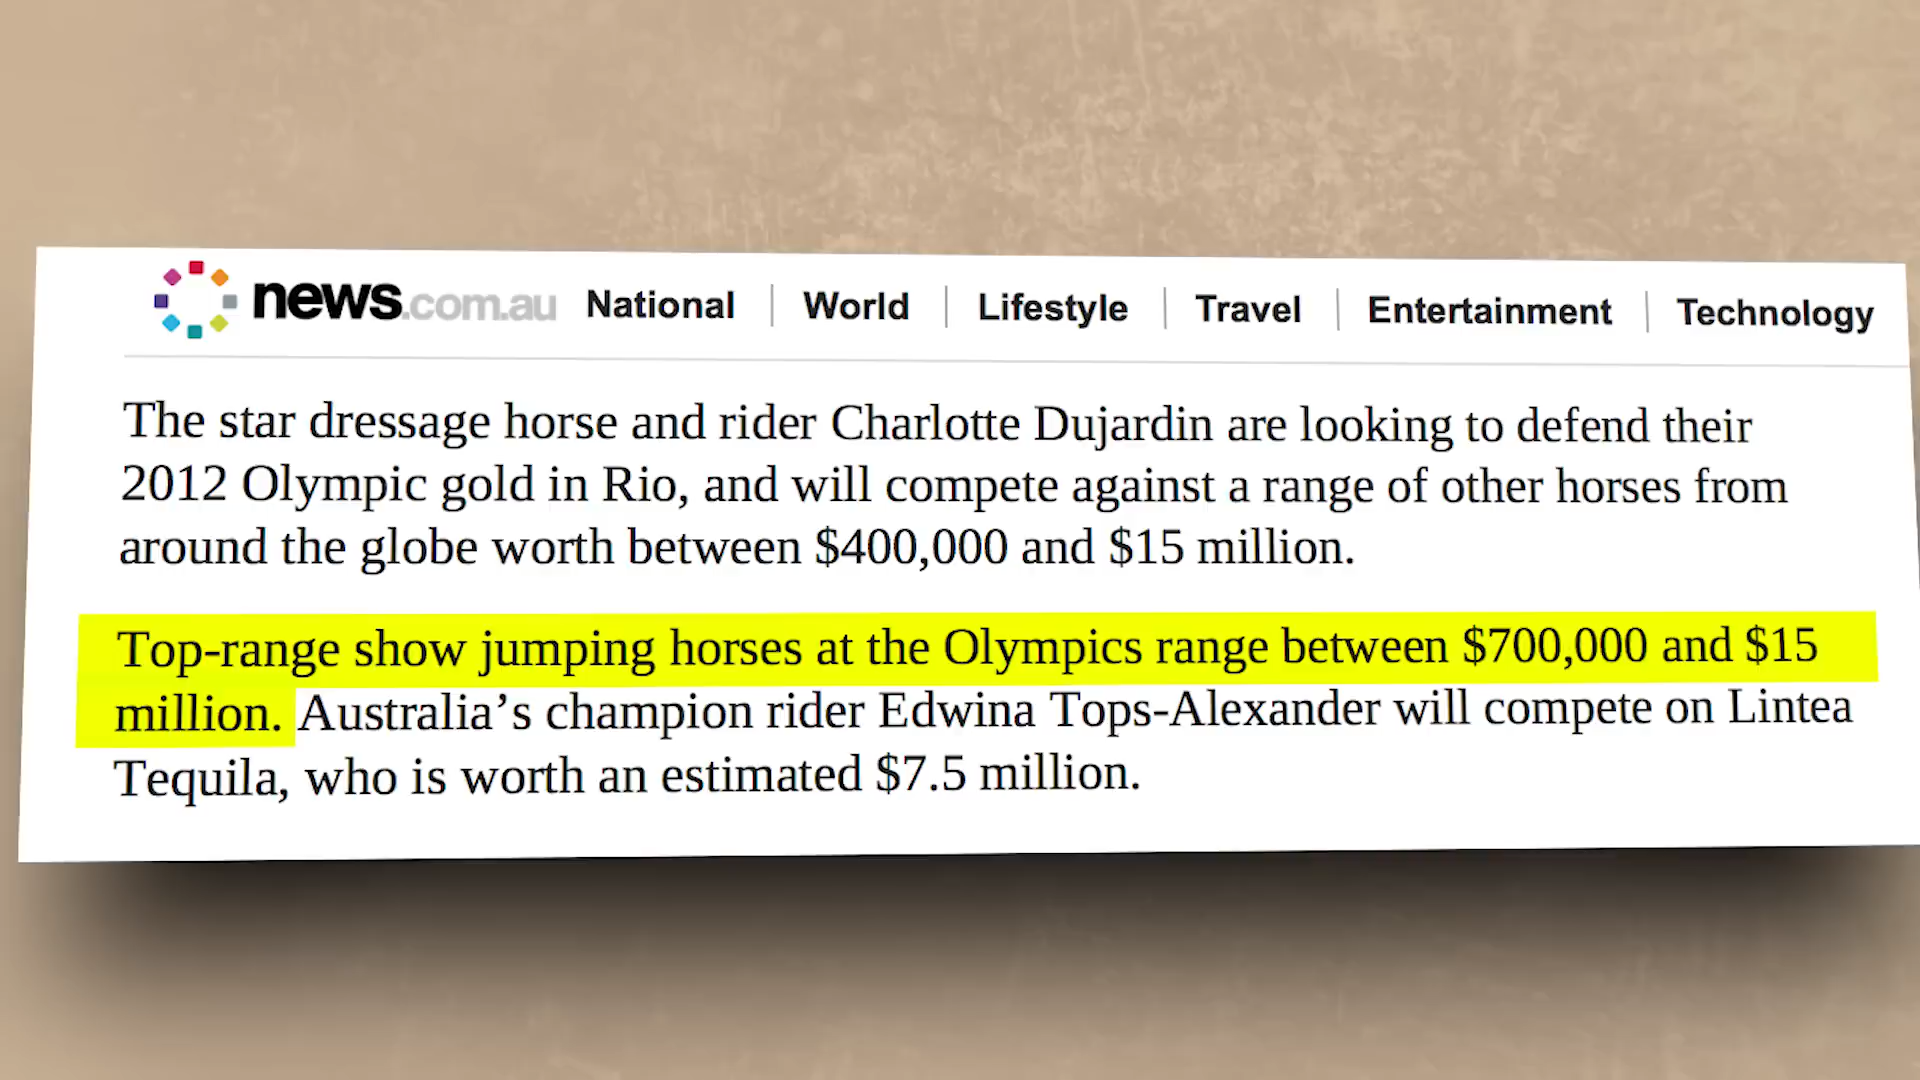 news.com.au National World Lifestyle Travel Entertainment Technology
The star dressage horse and rider Charlotte Dujardin are looking to defend their
2012 Olympic gold in Rio, and will compete against a range of other horses from
around the globe worth between $400,000 and $15 million.
Top-range show jumping horses at the Olympics range between $700,000 and $15
million. Australia’s champion rider Edwina Tops-Alexander will compete on Lintea
Tequila, who is worth an estimated $7.5 million.